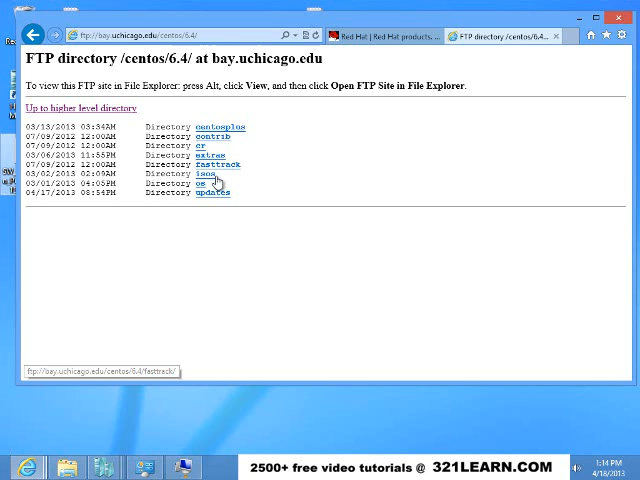 ftp://bay.uchicago.edu/centos/6.4/
Red Hat | Red Hat products. ...
FTP directory /centos/6.4...
FTP directory /centos/6.4/ at bay.uchicago.edu
To view this FTP site in File Explorer: press Alt, click View, and then click Open FTP Site in File Explorer.
Up to higher level directory
03/13/2013 03:34AM Directory centosplus
07/09/2012 12:00AM Directory contrib
07/09/2012 12:00AM Directory cr
03/06/2013 11:55PM Directory extras
07/09/2012 12:00AM Directory fasttrack
03/02/2013 02:09AM Directory isos
03/01/2013 04:05PM Directory os
04/17/2013 08:54PM Directory updates
ftp://bay.uchicago.edu/centos/6.4/fasttrack/
2500+ free video tutorials @ 321LEARN.COM
1:14 PM
4/18/2013